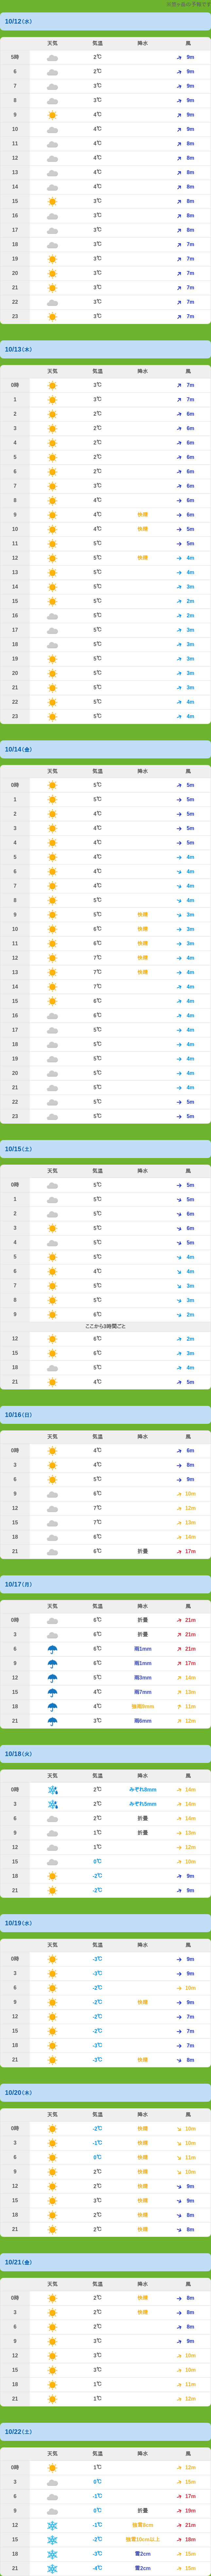 10/12(水)
天気 気温 降水 風
5時 2℃ 9m
6 2℃ 9m
7 3℃ 9m
8 3℃ 9m
9 4℃ 9m
10 4℃ 9m
11 4℃ 8m
12 4℃ 8m
13 4℃ 8m
14 4℃ 8m
15 3℃ 8m
16 3℃ 8m
17 3℃ 8m
18 3℃ 7m
19 3℃ 7m
20 3℃ 7m
21 3℃ 7m
22 3℃ 7m
23 3℃ 7m
10/13(木)
天気 気温 降水 風
0時 3℃ 7m
1 3℃ 7m
2 2℃ 6m
3 2℃ 6m
4 2℃ 6m
5 2℃ 6m
6 2℃ 6m
7 3℃ 6m
8 4℃ 6m
9 4℃ 快晴 6m
10 4℃ 快晴 5m
11 5℃ 5m
12 5℃ 快晴 4m
13 5℃ 4m
14 5℃ 3m
15 5℃ 2m
16 5℃ 2m
17 5℃ 3m
18 5℃ 3m
19 5℃ 3m
20 5℃ 3m
21 5℃ 3m
22 5℃ 4m
23 5℃ 4m
10/14(金)
天気 気温 降水 風
0時 5℃ 5m
1 5℃ 5m
2 4℃ 5m
3 4℃ 5m
4 4℃ 5m
5 4℃ 4m
6 4℃ 4m
7 4℃ 4m
8 5℃ 4m
9 5℃ 快晴 3m
10 6℃ 快晴 3m
11 6℃ 快晴 3m
12 7℃ 快晴 4m
13 7℃ 快晴 4m
14 7℃ 4m
15 6℃ 4m
16 6℃ 4m
17 5℃ 4m
18 5℃ 4m
19 5℃ 4m
20 5℃ 4m
21 5℃ 4m
22 5℃ 5m
23 5℃ 5m
10/15(土)
天気 気温 降水 風
0時 5℃ 5m
1 5℃ 5m
2 5℃ 6m
3 5℃ 6m
4 5℃ 5m
5 5℃ 4m
6 4℃ 4m
7 5℃ 3m
8 5℃ 3m
9 6℃ 2m
ここから3時間ごと
12 6℃ 2m
15 6℃ 3m
18 5℃ 4m
21 4℃ 5m
10/16(日)
天気 気温 降水 風
0時 4℃ 6m
3 4℃ 8m
6 5℃ 9m
9 6℃ 10m
12 7℃ 12m
15 7℃ 13m
18 6℃ 14m
21 6℃ 折畳 17m
10/17(月)
天気 気温 降水 風
0時 6℃ 折畳 21m
3 6℃ 折畳 21m
6 6℃ 雨1mm 21m
9 6℃ 雨1mm 17m
12 5℃ 雨3mm 14m
15 4℃ 雨7mm 13m
18 4℃ 強雨9mm 11m
21 3℃ 雨6mm 12m
10/18(火)
天気 気温 降水 風
0時 2℃ みぞれ8mm 14m
3 2℃ みぞれ5mm 14m
6 2℃ 折畳 14m
9 1℃ 折畳 13m
12 1℃ 12m
15 0℃ 10m
18 -2℃ 9m
21 -2℃ 9m
10/19(水)
天気 気温 降水 風
0時 -3℃ 9m
3 -3℃ 9m
6 -2℃ 10m
9 -2℃ 快晴 9m
12 -2℃ 7m
15 -2℃ 7m
18 -3℃ 7m
21 -3℃ 快晴 8m
10/20(木)
天気 気温 降水 風
0時 -2℃ 快晴 10m
3 -1℃ 快晴 10m
6 0℃ 快晴 11m
9 2℃ 快晴 10m
12 2℃ 快晴 9m
15 3℃ 快晴 9m
18 2℃ 快晴 8m
21 2℃ 快晴 8m
10/21(金)
天気 気温 降水 風
0時 2℃ 快晴 8m
3 2℃ 快晴 8m
6 2℃ 8m
9 3℃ 9m
12 3℃ 10m
15 3℃ 10m
18 1℃ 11m
21 1℃ 12m
10/22(土)
天気 気温 降水 風
0時 1℃ 12m
3 0℃ 15m
6 -1℃ 17m
9 0℃ 折畳 19m
12 -1℃ 強雪8cm 21m
15 -2℃ 強雪10cm以上 18m
18 -3℃ 雪2cm 15m
21 -4℃ 雪2cm 15m